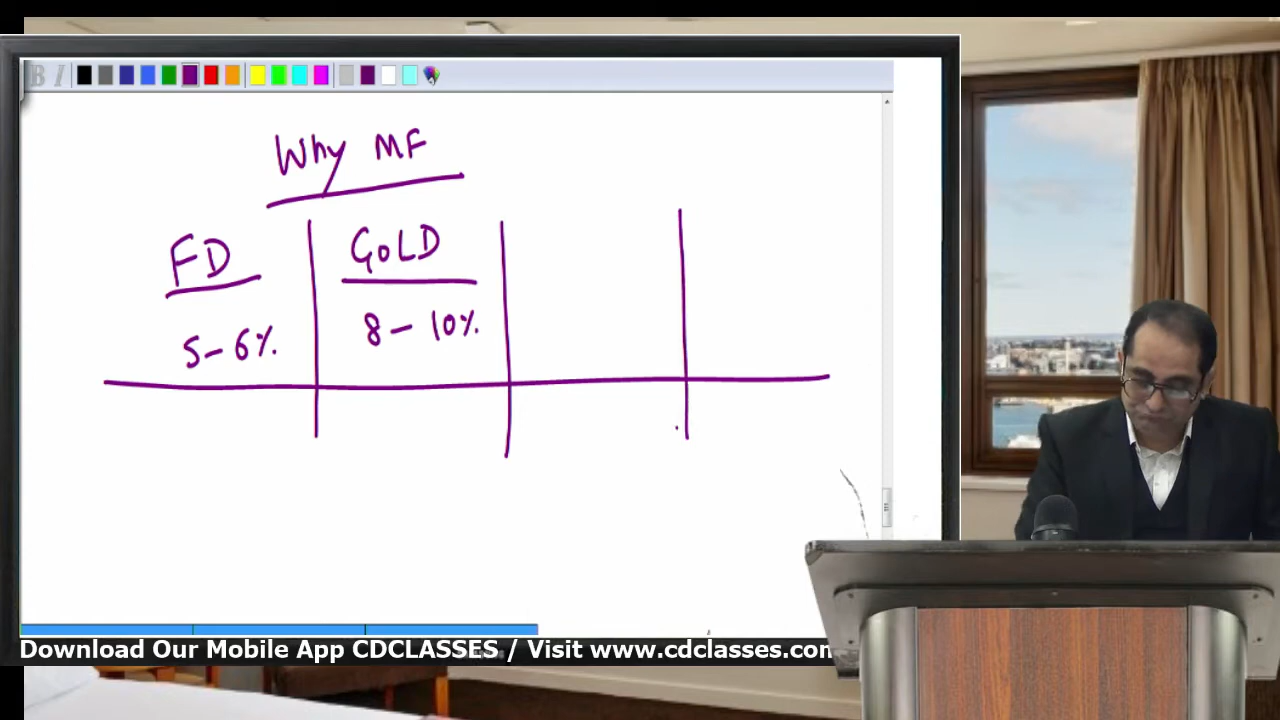 B I
Why MF
FD
GOLD
5-6%
8-10%
Download Our Mobile App CDCLASSES / Visit www.cdclasses.com